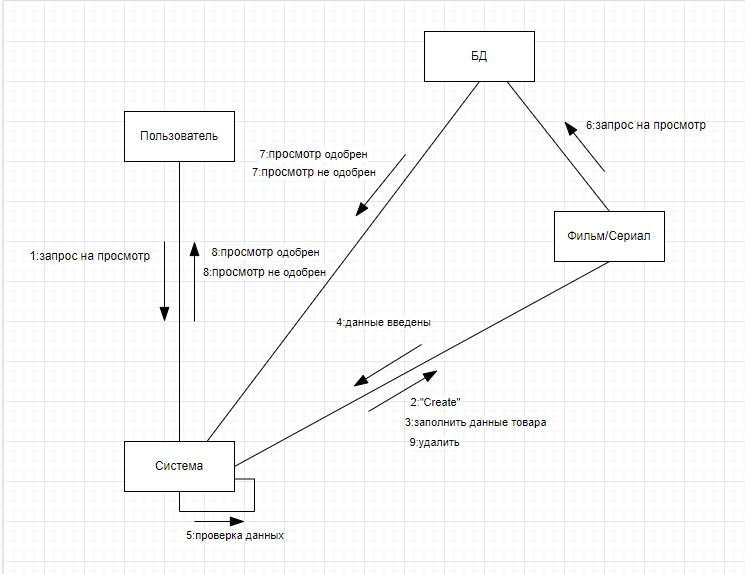 БД
Пользователь
6:запрос на просмотр
7:просмотр одобрен
7:просмотр не одобрен
Фильм/Сериал
1:запрос на просмотр
8:просмотр одобрен
8:просмотр не одобрен
4:данные введены
2:"Create"
3:заполнить данные товара
9:удалить
Система
5:проверка данных